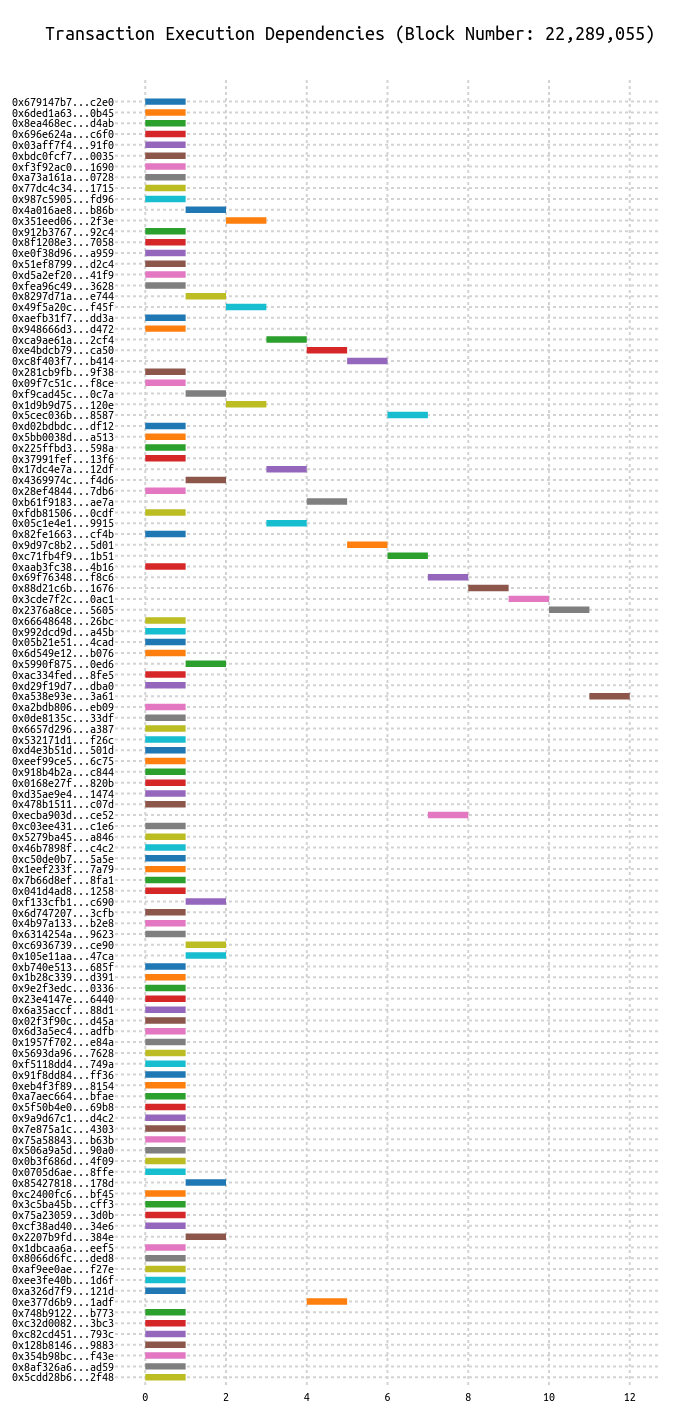 Transaction Execution Dependencies (Block Number: 22,289,055)
0x679147b7...c2e0
0x6ded1a63...0b45
0x8ea468ec...d4ab
0x696e624a...c6f0
0x03aff7f4...91f0
0xbdc0fcf7...0035
0xf3f92ac0...1690
0xa73a161a...0728
0x77dc4c34...1715
0x987c5905...fd96
0x4a016ae8...b86b
0x351eed06...2f3e
0x912b3767...92c4
0x8f1208e3...7058
0xe0f38d96...a959
0x51ef8799...d2c4
0xd5a2ef20...41f9
0xfea96c49...3628
0x8297d71a...e744
0x49f5a20c...f45f
0xaefb31f7...dd3a
0x948666d3...d472
0xca9ae61a...2cf4
0xe4bdcb79...ca50
0xc8f403f7...b414
0x281cb9fb...9f38
0x09f7c51c...f8ce
0xf9cad45c...0c7a
0x1d9b9d75...120e
0x5cec036b...8587
0xd02bdbdc...df12
0x5bb0038d...a513
0x225ffbd3...598a
0x37991fef...13f6
0x17dc4e7a...12df
0x4369974c...f4d6
0x28ef4844...7db6
0xb61f9183...ae7a
0xfdb81506...0cdf
0x05c1e4e1...9915
0x82fe1663...cf4b
0x9d97c8b2...5d01
0xc71fb4f9...1b51
0xaab3fc38...4b16
0x69f76348...f8c6
0x88d21c6b...1676
0x3cde7f2c...0ac1
0x2376a8ce...5605
0x66648648...26bc
0x992dcd9d...a45b
0x05b21e51...4cad
0x6d549e12...b076
0x5990f875...0ed6
0xac334fed...8fe5
0xd29f19d7...dba0
0xa538e93e...3a61
0xa2bdb806...eb09
0x0de8135c...33df
0x6657d296...a387
0x532171d1...f26c
0xd4e3b51d...501d
0xeef99ce5...6c75
0x918b4b2a...c844
0x0168e27f...820b
0xd35ae9e4...1474
0x478b1511...c07d
0xecba903d...ce52
0xc03ee431...c1e6
0x5279ba45...a846
0x46b7898f...c4c2
0xc50de0b7...5a5e
0x1eef233f...7a79
0x7b66d8ef...8fa1
0x041d4ad8...1258
0xf133cfb1...c690
0x6d747207...3cfb
0x4b97a133...b2e8
0x6314254a...9623
0xc6936739...ce90
0x105e11aa...47ca
0xb740e513...685f
0x1b28c339...d391
0x9e2f3edc...0336
0x23e4147e...6440
0x6a35accf...88d1
0x02f3f90c...d45a
0x6d3a5ec4...adfb
0x1957f702...e84a
0x5693da96...7628
0xf5118dd4...749a
0x91f8dd84...ff36
0xeb4f3f89...8154
0xa7aec664...bfae
0x5f50b4e0...69b8
0x9a9d67c1...d4c2
0x7e875a1c...4303
0x75a58843...b63b
0x506a9a5d...90a0
0x0b3f686d...4f09
0x0705d6ae...8ffe
0x85427818...178d
0xc2400fc6...bf45
0x3c5ba45b...cff3
0x75a23059...3d0b
0xcf38ad40...34e6
0x2207b9fd...384e
0x1dbcaa6a...eef5
0x8066d6fc...ded8
0xaf9ee0ae...f27e
0xee3fe40b...1d6f
0xa326d7f9...121d
0xe377d6b9...1adf
0x748b9122...b773
0xc32d0082...3bc3
0xc82cd451...793c
0x128b8146...9883
0x354b98bc...f43e
0x8af326a6...ad59
0x5cdd28b6...2f48
0 2 4 6 8 10 12